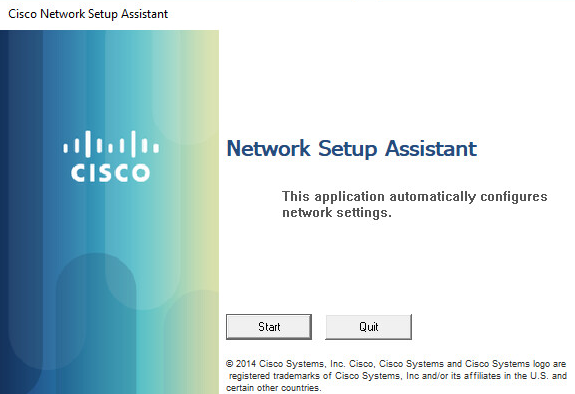 Cisco Network Setup Assistant
CISCO
Network Setup Assistant
This application automatically configures
network settings.
Start
Quit
© 2014 Cisco Systems, Inc. Cisco, Cisco Systems and Cisco Systems logo are
registered trademarks of Cisco Systems, Inc and/or its affiliates in the U.S. and
certain other countries.